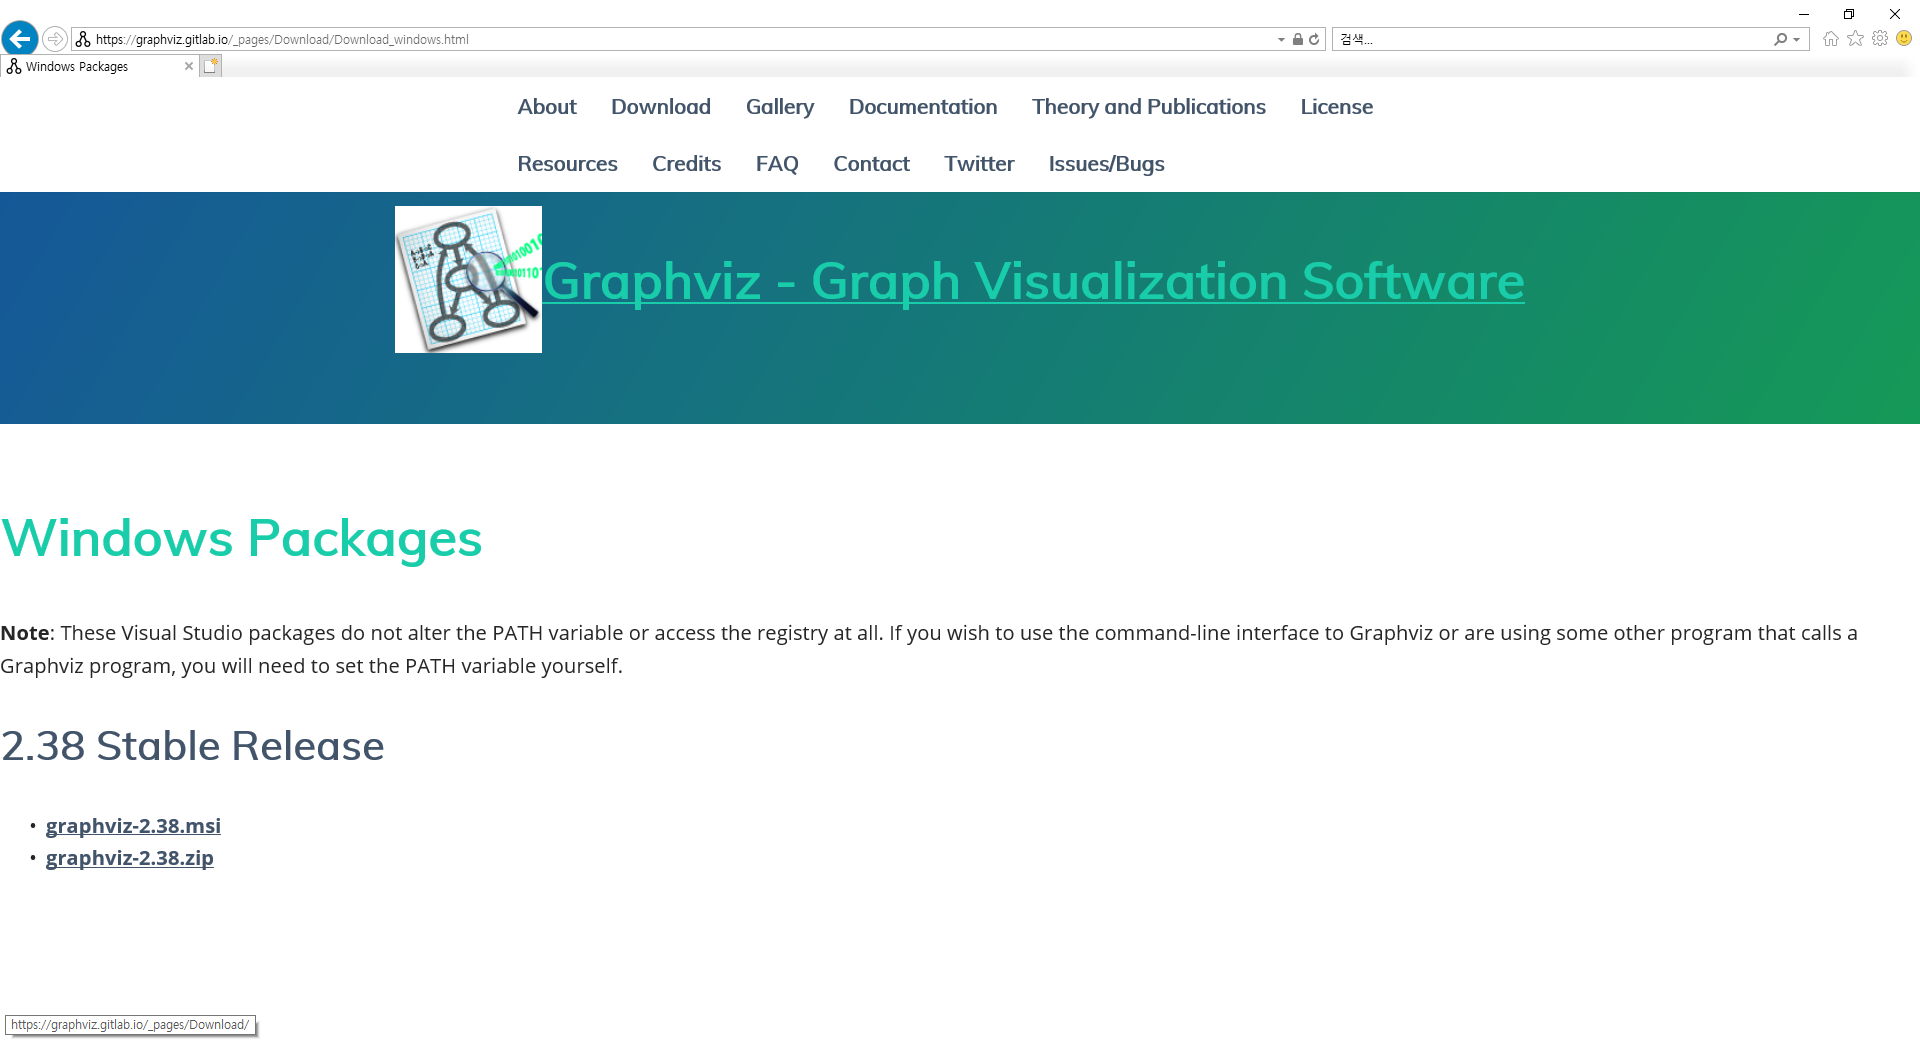 https://graphviz.gitlab.io/_pages/Download/Download_windows.html
검색...
Windows Packages
About Download Gallery Documentation Theory and Publications License
Resources Credits FAQ Contact Twitter Issues/Bugs
Graphviz - Graph Visualization Software
Windows Packages
Note: These Visual Studio packages do not alter the PATH variable or access the registry at all. If you wish to use the command-line interface to Graphviz or are using some other program that calls a
Graphviz program, you will need to set the PATH variable yourself.
2.38 Stable Release
• graphviz-2.38.msi
• graphviz-2.38.zip
https://graphviz.gitlab.io/_pages/Download/